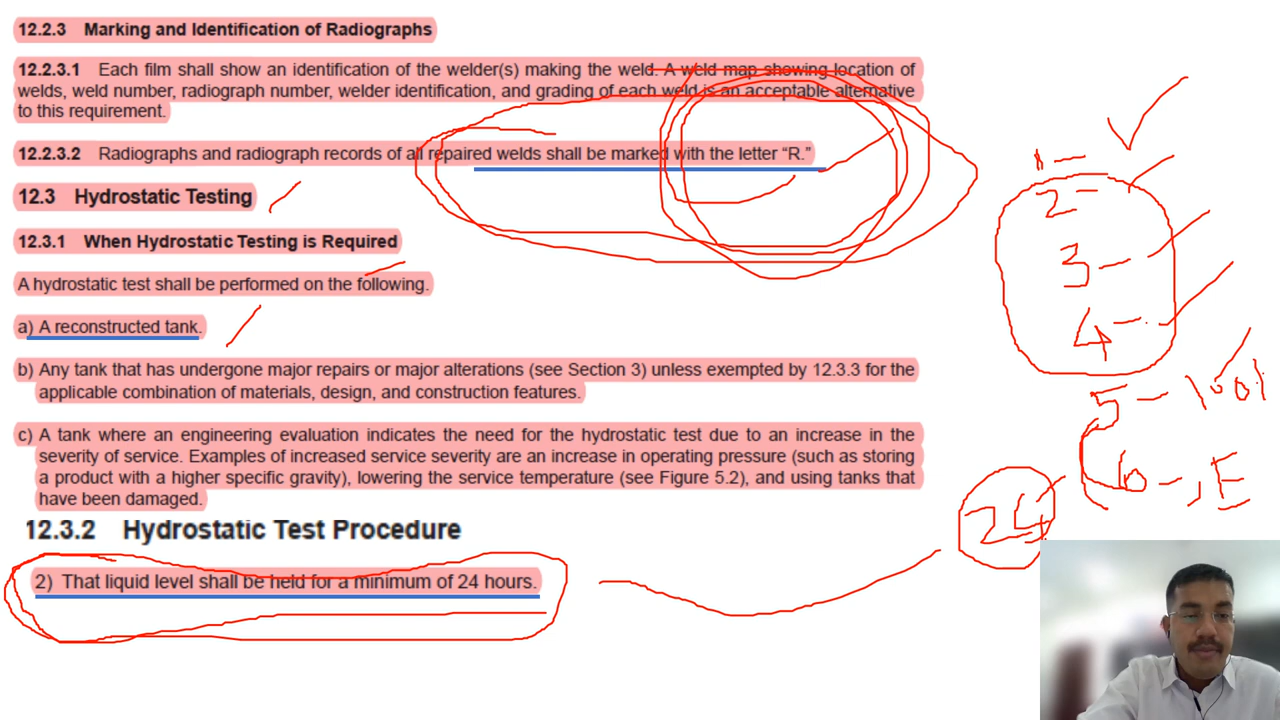 12.2.3 Marking and Identification of Radiographs
12.2.3.1 Each film shall show an identification of the welder(s) making the weld. A weld map showing location of
welds, weld number, radiograph number, welder identification, and grading of each weld is an acceptable alternative
to this requirement.
12.2.3.2 Radiographs and radiograph records of all repaired welds shall be marked with the letter “R.”
12.3 Hydrostatic Testing
12.3.1 When Hydrostatic Testing is Required
A hydrostatic test shall be performed on the following.
a) A reconstructed tank.
b) Any tank that has undergone major repairs or major alterations (see Section 3) unless exempted by 12.3.3 for the
applicable combination of materials, design, and construction features.
c) A tank where an engineering evaluation indicates the need for the hydrostatic test due to an increase in the
severity of service. Examples of increased service severity are an increase in operating pressure (such as storing
a product with a higher specific gravity), lowering the service temperature (see Figure 5.2), and using tanks that
have been damaged.
12.3.2 Hydrostatic Test Procedure
2) That liquid level shall be held for a minimum of 24 hours.
1 —
2 —
3 —
4 —
5 —
6 — JE
24